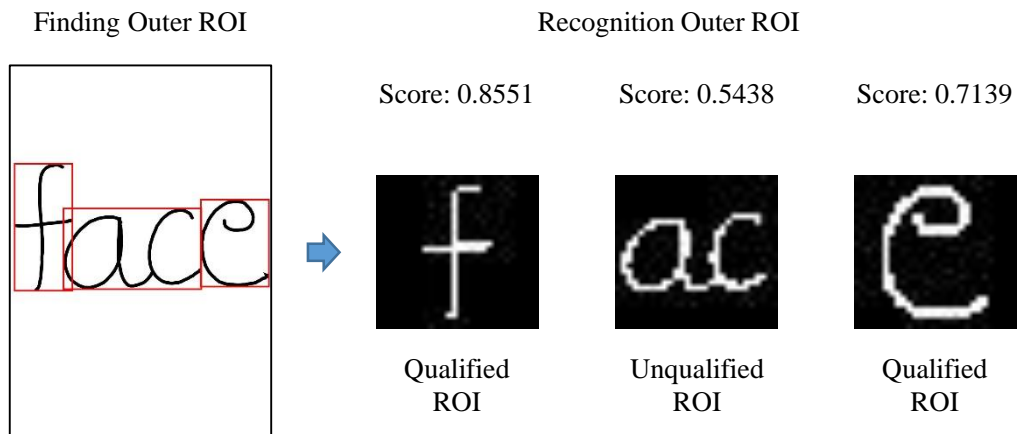 Finding Outer ROI
Recognition Outer ROI
Score: 0.8551 Score: 0.5438 Score: 0.7139
facc
f ac c
Qualified ROI Unqualified ROI Qualified ROI